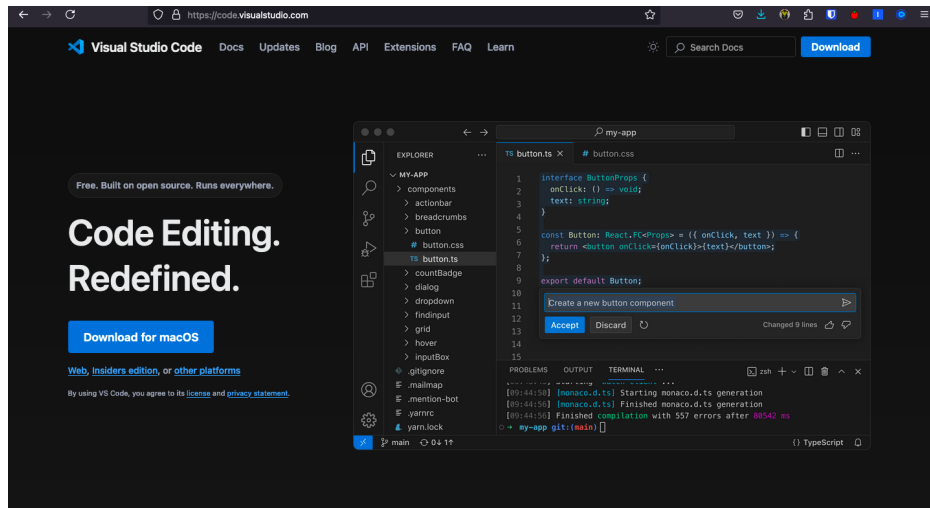 https://code.visualstudio.com
Visual Studio Code Docs Updates Blog API Extensions FAQ Learn Search Docs Download
Free. Built on open source. Runs everywhere.
Code Editing.
Redefined.
Download for macOS
Web, Insiders edition, or other platforms
By using VS Code, you agree to its license and privacy statement.
my-app
EXPLORER ···
MY-APP
components
actionbar
breadcrumbs
button
# button.css
TS button.ts
countBadge
dialog
dropdown
findinput
grid
hover
inputBox
.gitignore
.mailmap
.mention-bot
.yarnrc
yarn.lock
TS button.ts × # button.css
1 interface ButtonProps {
2 onClick: () => void;
3 text: string;
4 }
5
6 const Button: React.FC<Props> = ({ onClick, text }) => {
7 return <button onClick={onClick}>{text}</button>;
8 };
8
9 export default Button;
10
11
12
13
14
15
Create a new button component
Accept Discard Changed 9 lines
PROBLEMS OUTPUT TERMINAL ··· zsh
[09:44:50] [monaco.d.ts] Starting monaco.d.ts generation
[09:44:56] [monaco.d.ts] Finished monaco.d.ts generation
[09:44:56] Finished compilation with 557 errors after 80542 ms
my-app git:(main)
main 0↓ 1↑ {} TypeScript